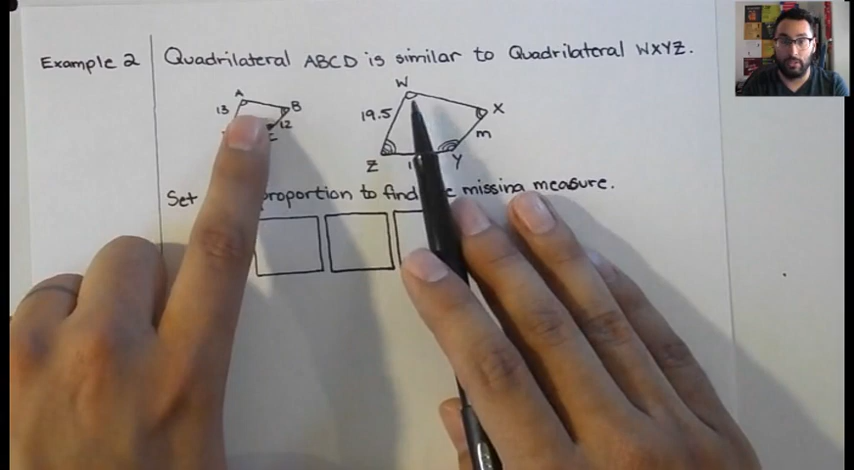 Example 2
Quadrilateral ABCD is similar to Quadrilateral WXYZ.
A
B
13
12
C
W
X
19.5
m
Z
Y
Set proportion to find missing measure.